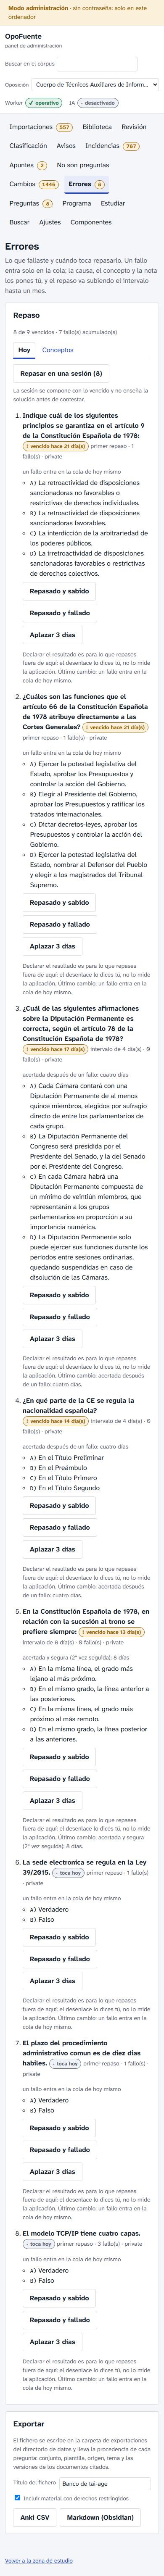 Modo administración · sin contraseña: solo en este
ordenador
OpoFuente
panel de administración
Buscar en el corpus
Oposición Cuerpo de Técnicos Auxiliares de Inform...
Worker ✓ operativo IA - desactivado
Importaciones 557 Biblioteca Revisión
Clasificación Avisos Incidencias 787
Apuntes 2 No son preguntas
Cambios 1446 Errores 8
Preguntas 6 Programa Estudiar
Buscar Ajustes Componentes
Errores
Lo que fallaste y cuándo toca repasarlo. Un fallo
entra solo en la cola; la causa, el concepto y la nota
los pones tú, y el repaso va subiendo el intervalo
hasta un mes.
Repaso
8 de 9 vencidos · 7 fallo(s) acumulado(s)
Hoy Conceptos
Reparar en una sesión (8)
La sesión se compone con lo vencido y no enseña la
solución antes de contestar.
1. Indique cuál de los siguientes
principios se garantiza en el artículo 9
de la Constitución Española de 1978:
! vencido hace 21 día(s) primer repaso · 1
fallo(s) · private
un fallo entra en la cola de hoy mismo
A) La retroactividad de disposiciones
sancionadoras no favorables o
restrictivas de derechos individuales.
B) La retroactividad de disposiciones
sancionadoras favorables.
C) La interdicción de la arbitrariedad de
los poderes públicos.
D) La irretroactividad de disposiciones
sancionadoras favorables o restrictivas
de derechos colectivos.
Repasado y sabido
Repasado y fallado
Aplazar 3 días
Declarar el resultado es para lo que repases
fuera de aquí: el desenlace lo dices tú, no lo mide
la aplicación. Último cambio: un fallo entra en la
cola de hoy mismo.
2. ¿Cuáles son las funciones que el
artículo 66 de la Constitución Española
de 1978 atribuye directamente a las
Cortes Generales? ! vencido hace 21 día(s)
primer repaso · 1 fallo(s) · private
un fallo entra en la cola de hoy mismo
A) Ejercer la potestad legislativa del
Estado, aprobar los Presupuestos y
controlar la acción del Gobierno.
B) Elegir al Presidente del Gobierno,
aprobar los Presupuestos y ratificar los
tratados internacionales.
C) Dictar decretos-leyes, aprobar los
Presupuestos y controlar la acción del
Gobierno.
D) Ejercer la potestad legislativa del
Estado, nombrar al Defensor del Pueblo
y elegir a los magistrados del Tribunal
Supremo.
Repasado y sabido
Repasado y fallado
Aplazar 3 días
Declarar el resultado es para lo que repases
fuera de aquí: el desenlace lo dices tú, no lo mide
la aplicación. Último cambio: un fallo entra en la
cola de hoy mismo.
3. ¿Cuál de las siguientes afirmaciones
sobre la Diputación Permanente es
correcta, según el artículo 78 de la
Constitución Española de 1978?
! vencido hace 17 día(s) Intervalo de 4 día(s) · 0
fallo(s) · private
acertada después de un fallo: cuatro días
A) Cada Cámara contará con una
Diputación Permanente de al menos
quince miembros, elegidos por sufragio
directo de entre los parlamentarios de
cada grupo.
B) La Diputación Permanente del
Congreso será presidida por el
Presidente del Senado, y la del Senado
por el Presidente del Congreso.
C) En cada Cámara habrá una
Diputación Permanente compuesta de
un mínimo de veintiún miembros, que
representarán a los grupos
parlamentarios en proporción a su
importancia numérica.
D) La Diputación Permanente solo
puede ejercer sus funciones durante los
períodos entre sesiones ordinarias,
quedando suspendidas en caso de
disolución de las Cámaras.
Repasado y sabido
Repasado y fallado
Aplazar 3 días
Declarar el resultado es para lo que repases
fuera de aquí: el desenlace lo dices tú, no lo mide
la aplicación. Último cambio: acertada después
de un fallo: cuatro días.
4. ¿En qué parte de la CE se regula la
nacionalidad española?
! vencido hace 14 día(s) Intervalo de 4 día(s) · 0
fallo(s) · private
acertada después de un fallo: cuatro días
A) En el Título Preliminar
B) En el Preámbulo
C) En el Título Primero
D) En el Título Segundo
Repasado y sabido
Repasado y fallado
Aplazar 3 días
Declarar el resultado es para lo que repases
fuera de aquí: el desenlace lo dices tú, no lo mide
la aplicación. Último cambio: acertada después
de un fallo: cuatro días.
5. En la Constitución Española de 1978, en
relación con la sucesión al trono se
prefiere siempre: ! vencido hace 13 día(s)
Intervalo de 8 día(s) · 0 fallo(s) · private
acertada y segura (2ª vez seguida): 8 días
A) En la misma línea, el grado más
lejano al más próximo.
B) En el mismo grado, la línea anterior a
las posteriores.
C) En la misma línea, el grado más
próximo al más remoto.
D) En el mismo grado, la línea posterior
a las anteriores.
Repasado y sabido
Repasado y fallado
Aplazar 3 días
Declarar el resultado es para lo que repases
fuera de aquí: el desenlace lo dices tú, no lo mide
la aplicación. Último cambio: acertada y segura
(2ª vez seguida): 8 días.
6. La sede electronica se regula en la Ley
39/2015. - toca hoy primer repaso · 1 fallo(s)
· private
un fallo entra en la cola de hoy mismo
A) Verdadero
B) Falso
Repasado y sabido
Repasado y fallado
Aplazar 3 días
Declarar el resultado es para lo que repases
fuera de aquí: el desenlace lo dices tú, no lo mide
la aplicación. Último cambio: un fallo entra en la
cola de hoy mismo.
7. El plazo del procedimiento
administrativo comun es de diez dias
habiles. - toca hoy primer repaso · 1 fallo(s) ·
private
un fallo entra en la cola de hoy mismo
A) Verdadero
B) Falso
Repasado y sabido
Repasado y fallado
Aplazar 3 días
Declarar el resultado es para lo que repases
fuera de aquí: el desenlace lo dices tú, no lo mide
la aplicación. Último cambio: un fallo entra en la
cola de hoy mismo.
8. El modelo TCP/IP tiene cuatro capas.
- toca hoy primer repaso · 3 fallo(s) · private
un fallo entra en la cola de hoy mismo
A) Verdadero
B) Falso
Repasado y sabido
Repasado y fallado
Aplazar 3 días
Declarar el resultado es para lo que repases
fuera de aquí: el desenlace lo dices tú, no lo mide
la aplicación. Último cambio: un fallo entra en la
cola de hoy mismo.
Exportar
El fichero se escribe en la carpeta de exportaciones
del directorio de datos y lleva la procedencia de cada
pregunta: conjunto, plantilla, origen, tema y las
versiones de los documentos citados.
Título del fichero Banco de tai-age
Incluir material con derechos restringidos
Anki CSV Markdown (Obsidian)
Volver a la zona de estudio